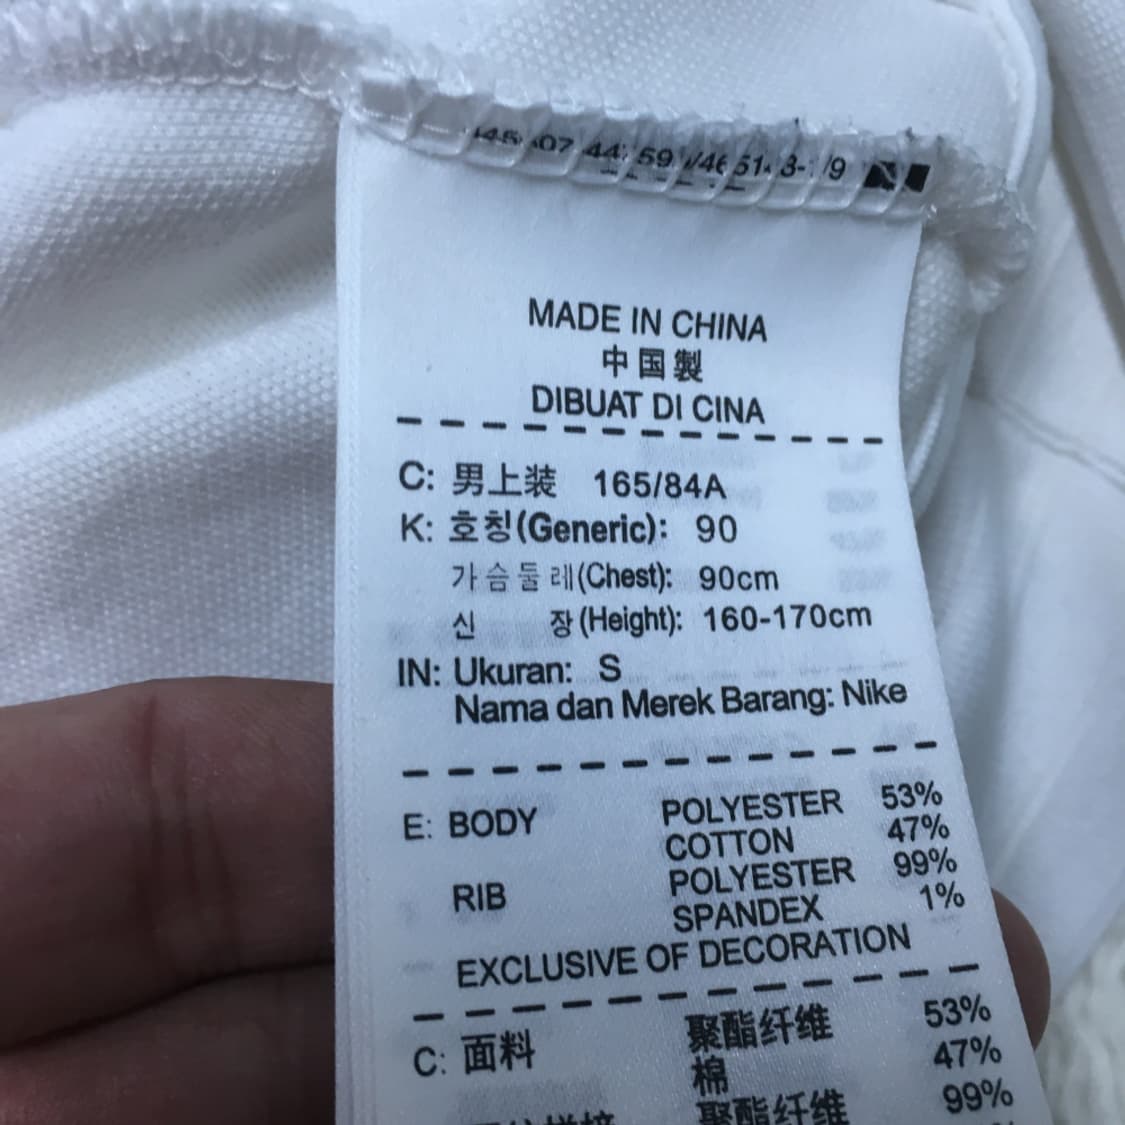 MADE IN CHINA
中国製
DIBUAT DI CINA
C: 男上装 165/84A
K: 호칭(Generic): 90
가슴둘레(Chest): 90cm
신 장(Height): 160-170cm
IN: Ukuran: S
Nama dan Merek Barang: Nike
E: BODY POLYESTER 53%
COTTON 47%
RIB POLYESTER 99%
SPANDEX 1%
EXCLUSIVE OF DECORATION
C: 面料 聚酯纤维 53%
棉 47%
聚酯纤维 99%